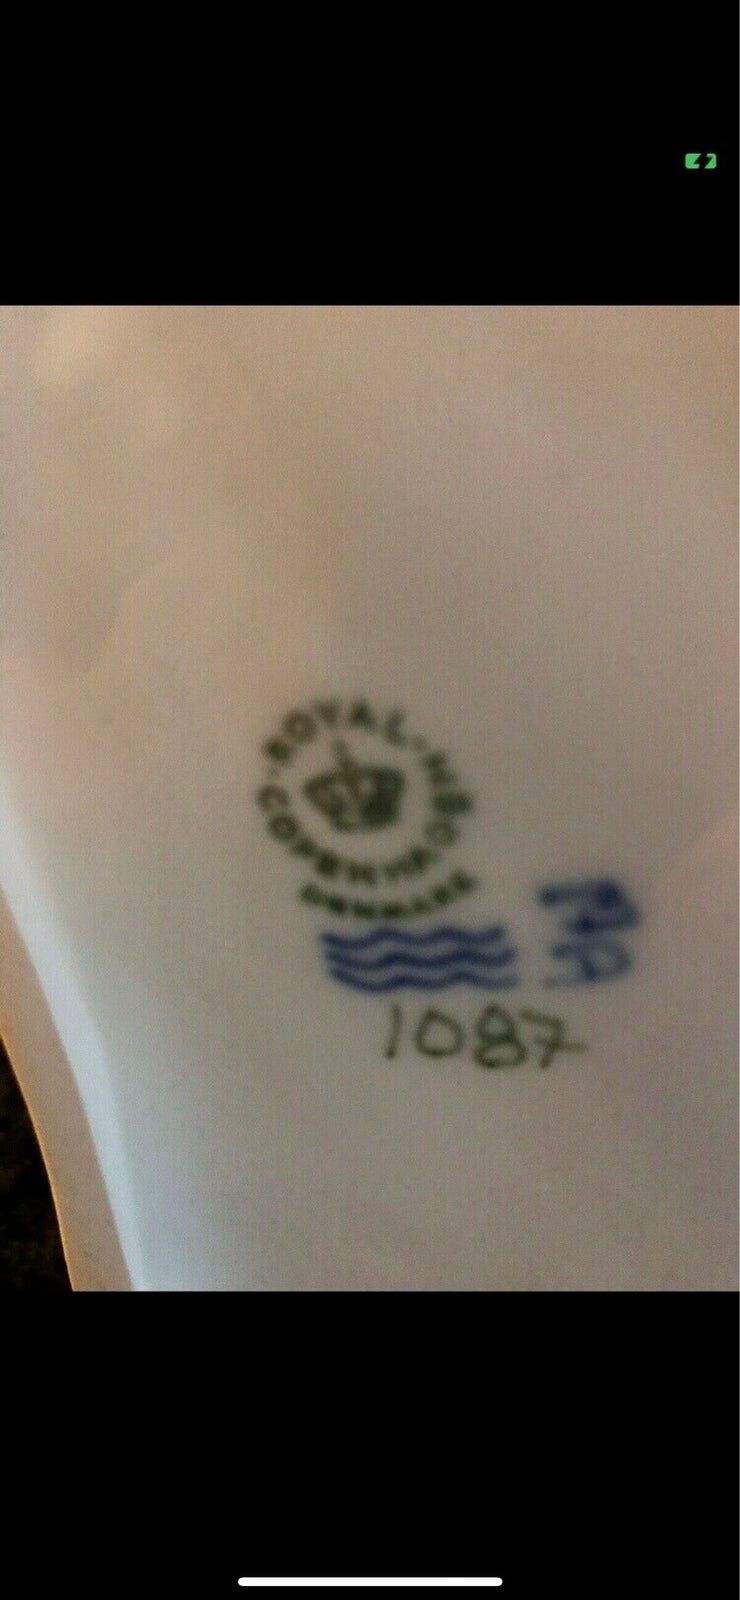 ROYAL
COPENHAGEN
DENMARK
1087